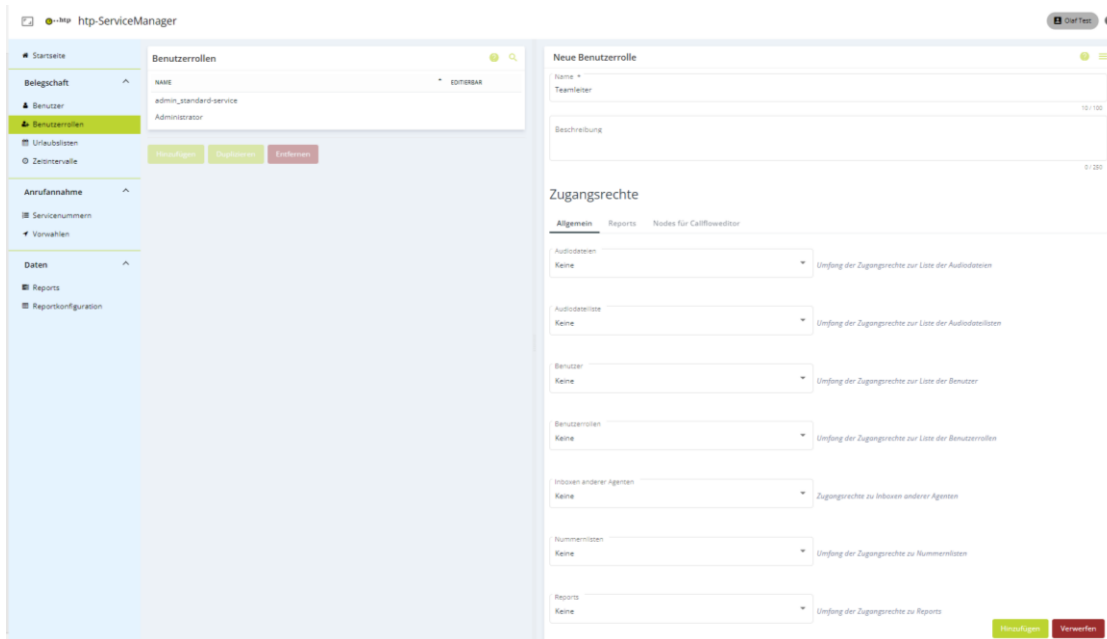 htp htp-ServiceManager
Olaf Test
Startseite
Belegschaft
Benutzer
Benutzerrollen
Urlaubslisten
Zeitintervalle
Anrufannahme
Servicenummern
Vorwahlen
Daten
Reports
Reportkonfiguration
Benutzerrollen
NAME EDITIERBAR
admin_standard-service
Administrator
Hinzufügen Duplizieren Entfernen
Neue Benutzerrolle
Name *
Teamleiter
10 / 100
Beschreibung
0 / 250
Zugangsrechte
Allgemein Reports Nodes für Callfloweditor
Audiodateien
Keine
Umfang der Zugangsrechte zur Liste der Audiodateien
Audiodateiliste
Keine
Umfang der Zugangsrechte zur Liste der Audiodateilisten
Benutzer
Keine
Umfang der Zugangsrechte zur Liste der Benutzer
Benutzerrollen
Keine
Umfang der Zugangsrechte zur Liste der Benutzerrollen
Inboxen anderer Agenten
Keine
Zugangsrechte zu Inboxen anderer Agenten
Nummernlisten
Keine
Umfang der Zugangsrechte zu Nummernlisten
Reports
Keine
Umfang der Zugangsrechte zu Reports
Hinzufügen Verwerfen